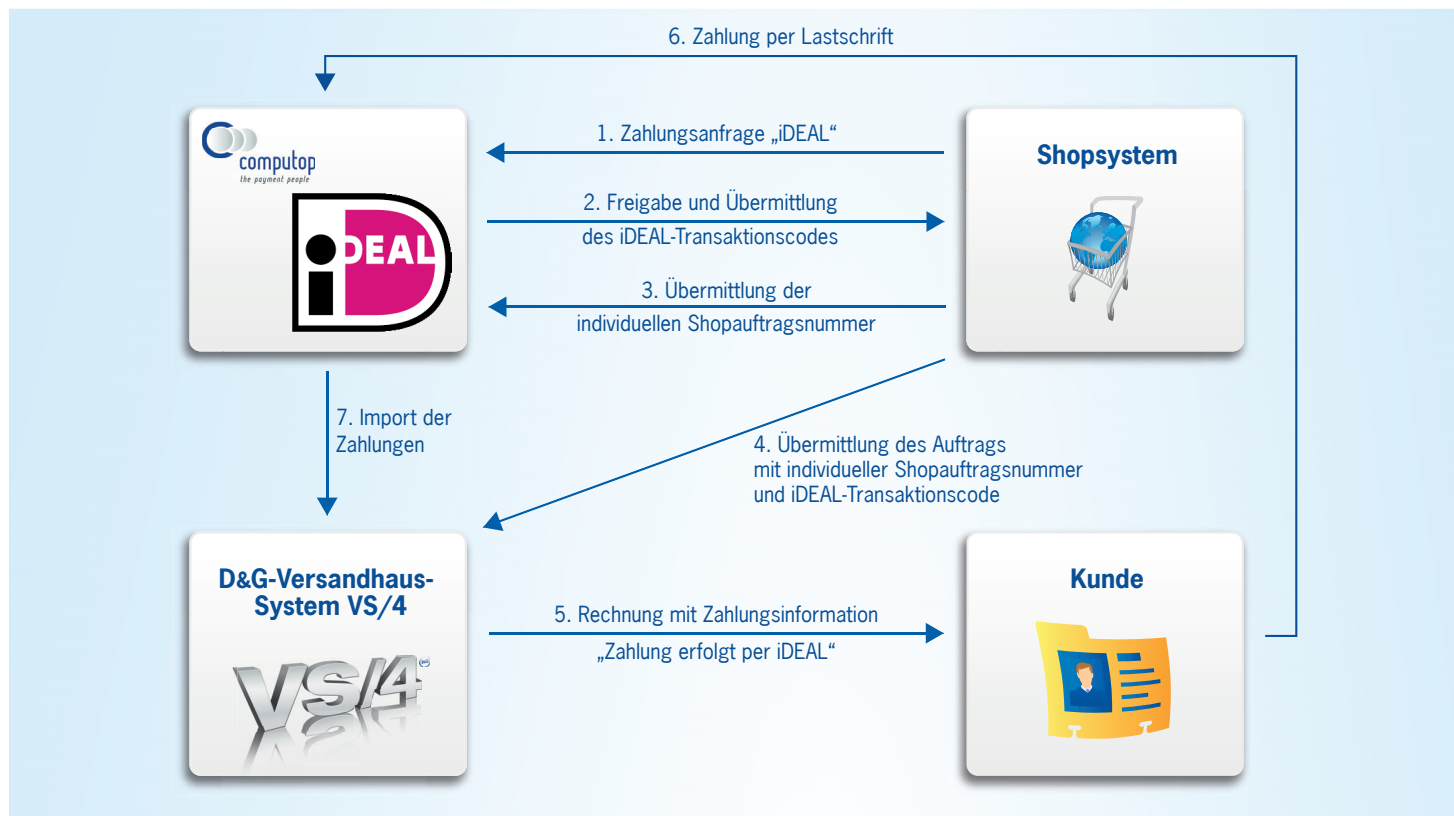 6. Zahlung per Lastschrift
computop
the payment people
iDEAL
1. Zahlungsanfrage „iDEAL“
2. Freigabe und Übermittlung
des iDEAL-Transaktionscodes
3. Übermittlung der
individuellen Shopauftragsnummer
Shopsystem
7. Import der
Zahlungen
4. Übermittlung des Auftrags
mit individueller Shopauftragsnummer
und iDEAL-Transaktionscode
D&G-Versandhaus-
System VS/4
VS/4
5. Rechnung mit Zahlungsinformation
„Zahlung erfolgt per iDEAL“
Kunde